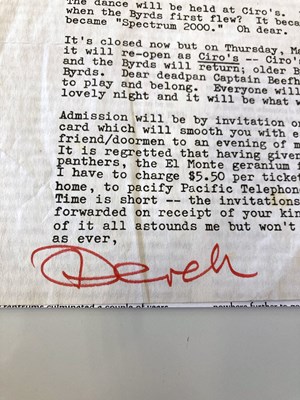 The dance will be held at Ciro's.
when the Byrds first flew? It beca
became "Spectrum 2000." Oh dear.
It's closed now but on Thursday, Ma
it will re-open as Ciro's -- Ciro'
and the Byrds will return; older
Byrds. Dear deadpan Captain Beefh
to play and belong. Everyone will
lovely night and it will be what w
Admission will be by invitation o
card which will smooth you with e
friend/doormen to an evening of m
It is regretted that having given
panthers, the El Monte geranium f
I have to charge $5.50 per ticket
home, to pacify Pacific Telephon
Time is short -- the invitations
forwarded on receipt of your kin
of it all astounds me but won't
as ever,
Derek